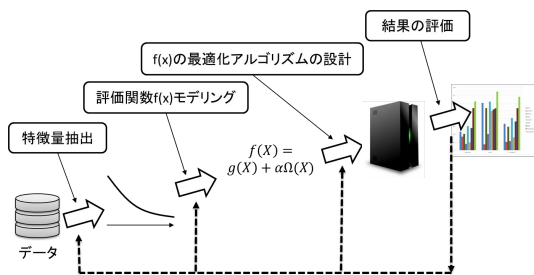 結果の評価
f(x)の最適化アルゴリズムの設計
評価関数f(x)モデリング
特徴量抽出
f(X) =
g(X) + αΩ(X)
データ